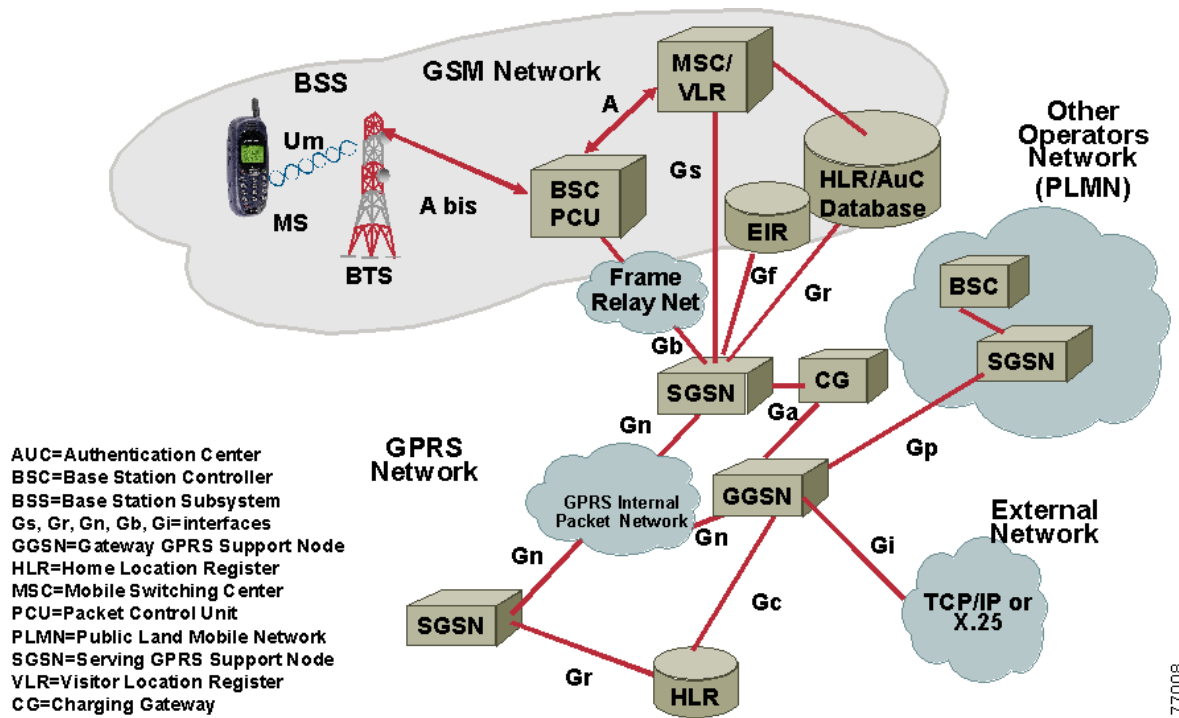 BSS
GSM Network
MSC/
VLR
A
Um
Gs
BSC
PCU
HLR/AuC
Database
EIR
A bis
MS
BTS
Frame
Relay Net
Gf
Gr
Gb
Other
Operators
Network
(PLMN)
BSC
SGSN
SGSN
CG
Ga
Gn
Gp
GPRS
Network
GPRS Internal
Packet Network
GGSN
Gn
Gn
Gc
Gi
External
Network
TCP/IP or
X.25
SGSN
Gr
HLR
AUC=Authentication Center
BSC=Base Station Controller
BSS=Base Station Subsystem
Gs, Gr, Gn, Gb, Gi=interfaces
GGSN=Gateway GPRS Support Node
HLR=Home Location Register
MSC=Mobile Switching Center
PCU=Packet Control Unit
PLMN=Public Land Mobile Network
SGSN=Serving GPRS Support Node
VLR=Visitor Location Register
CG=Charging Gateway
77008